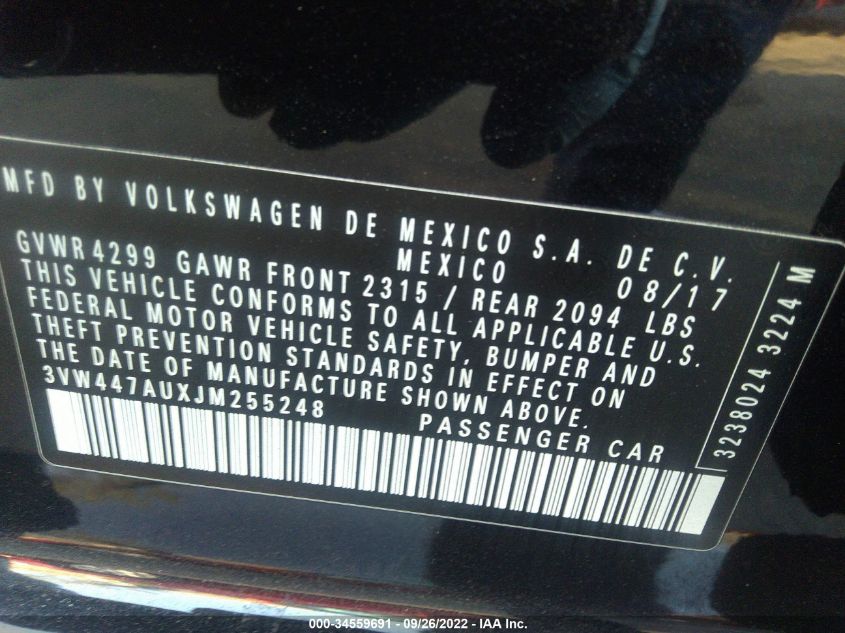 MFD BY VOLKSWAGEN DE MEXICO S.A. DE C.V.
MEXICO 08/17
GVWR 4299 GAWR FRONT 2315 / REAR 2094 LBS
THIS VEHICLE CONFORMS TO ALL APPLICABLE U.S.
FEDERAL MOTOR VEHICLE SAFETY, BUMPER AND
THEFT PREVENTION STANDARDS IN EFFECT ON
THE DATE OF MANUFACTURE SHOWN ABOVE.
3VW447AUXJM255248 PASSENGER CAR
3238024 3224 M
000-34559691 - 09/26/2022 - IAA Inc.